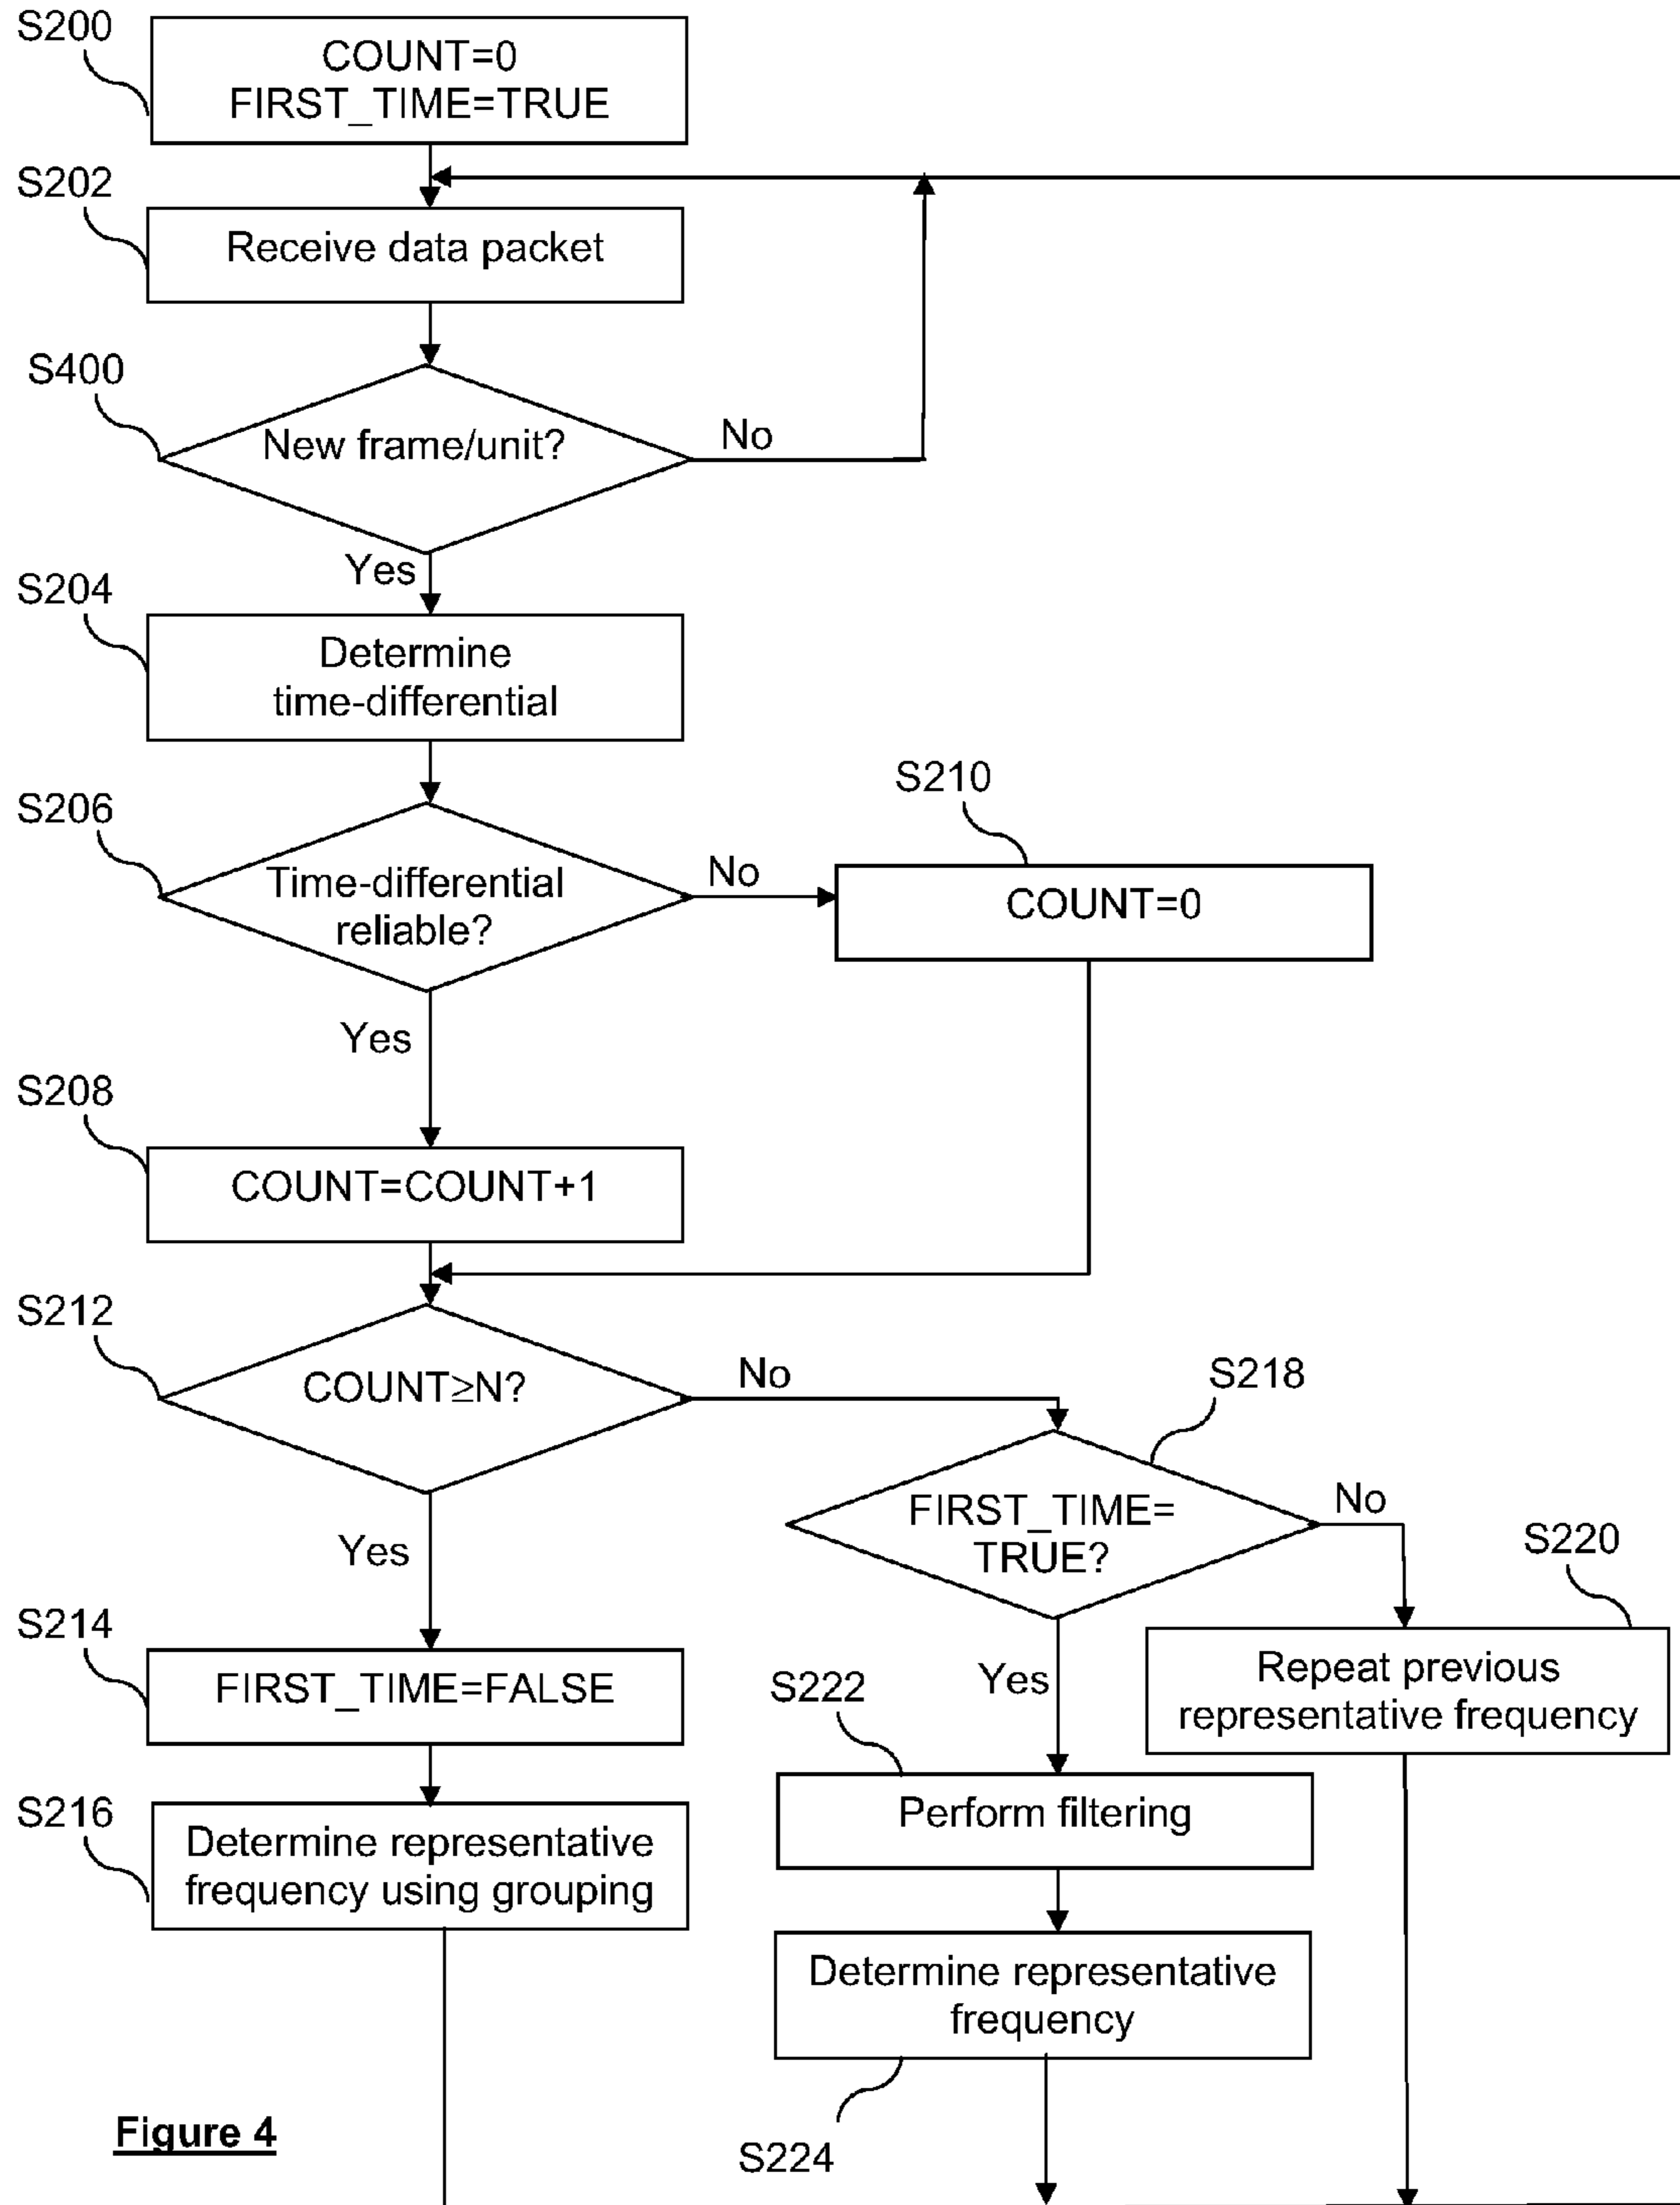 S200
COUNT=0
FIRST_TIME=TRUE
S202
Receive data packet
S400
New frame/unit?
No
Yes
S204
Determine
time-differential
S206
Time-differential
reliable?
No
S210
COUNT=0
Yes
S208
COUNT=COUNT+1
S212
COUNT≥N?
No
S218
FIRST_TIME=
TRUE?
No
S220
Repeat previous
representative frequency
Yes
S214
FIRST_TIME=FALSE
Yes
S222
Perform filtering
S216
Determine representative
frequency using grouping
Determine representative
frequency
S224
Figure 4